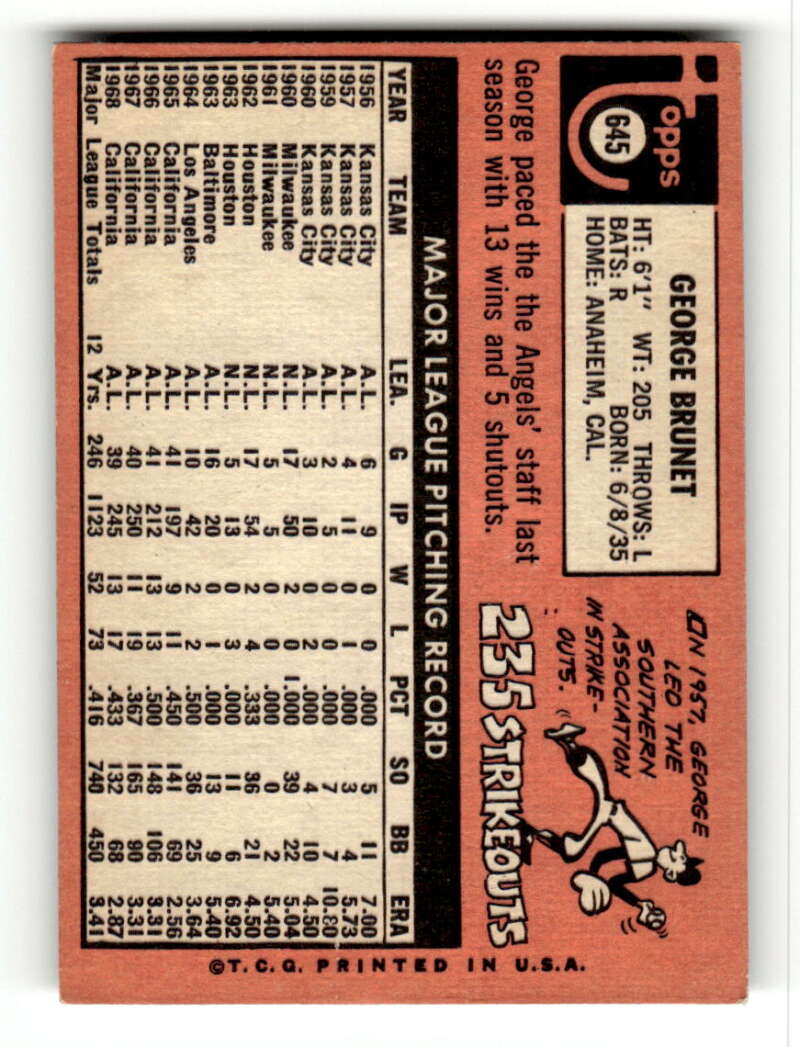 Topps
645
GEORGE BRUNET
HT: 6'1" WT: 205 THROWS: L
BATS: R BORN: 6/8/35
HOME: ANAHEIM, CAL.
George paced the the Angels' staff last
season with 13 wins and 5 shutouts.
IN 1957, GEORGE
LED THE
SOUTHERN
ASSOCIATION
IN STRIKE-
OUTS.
235 STRIKEOUTS
MAJOR LEAGUE PITCHING RECORD
YEAR TEAM LEA. G IP W L PCT SO BB ERA
1956 Kansas City A.L. 6 9 0 0 .000 5 11 7.00
1957 Kansas City A.L. 4 11 0 1 .000 3 4 5.73
1959 Kansas City A.L. 2 5 0 0 .000 7 7 10.80
1960 Kansas City A.L. 3 10 0 2 .000 4 10 4.50
1960 Milwaukee N.L. 17 50 2 0 1.000 39 22 5.04
1961 Milwaukee N.L. 5 5 0 0 .000 0 2 5.40
1962 Houston N.L. 17 54 2 4 .333 36 21 4.50
1963 Houston N.L. 5 13 0 3 .000 11 6 6.92
1963 Baltimore A.L. 16 20 0 1 .000 13 9 5.40
1964 Los Angeles A.L. 10 42 2 2 .500 36 25 3.64
1965 California A.L. 41 197 9 11 .450 141 69 2.56
1966 California A.L. 41 212 13 13 .500 148 106 3.31
1967 California A.L. 40 250 11 19 .367 165 90 3.31
1968 California A.L. 39 245 13 17 .433 132 68 2.87
Major League Totals 12 Yrs. 246 1123 52 73 .416 740 450 3.41
©T.C.G. PRINTED IN U.S.A.